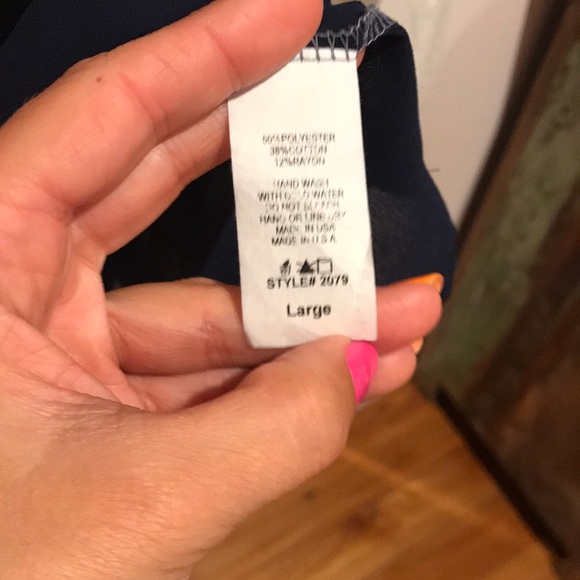 50%POLYESTER
38%COTTON
12%RAYON
HAND WASH
WITH COLD WATER
DO NOT BLEACH
HANG OR LINE DRY
MADE IN USA
MADE IN U S A
STYLE# 2079
Large